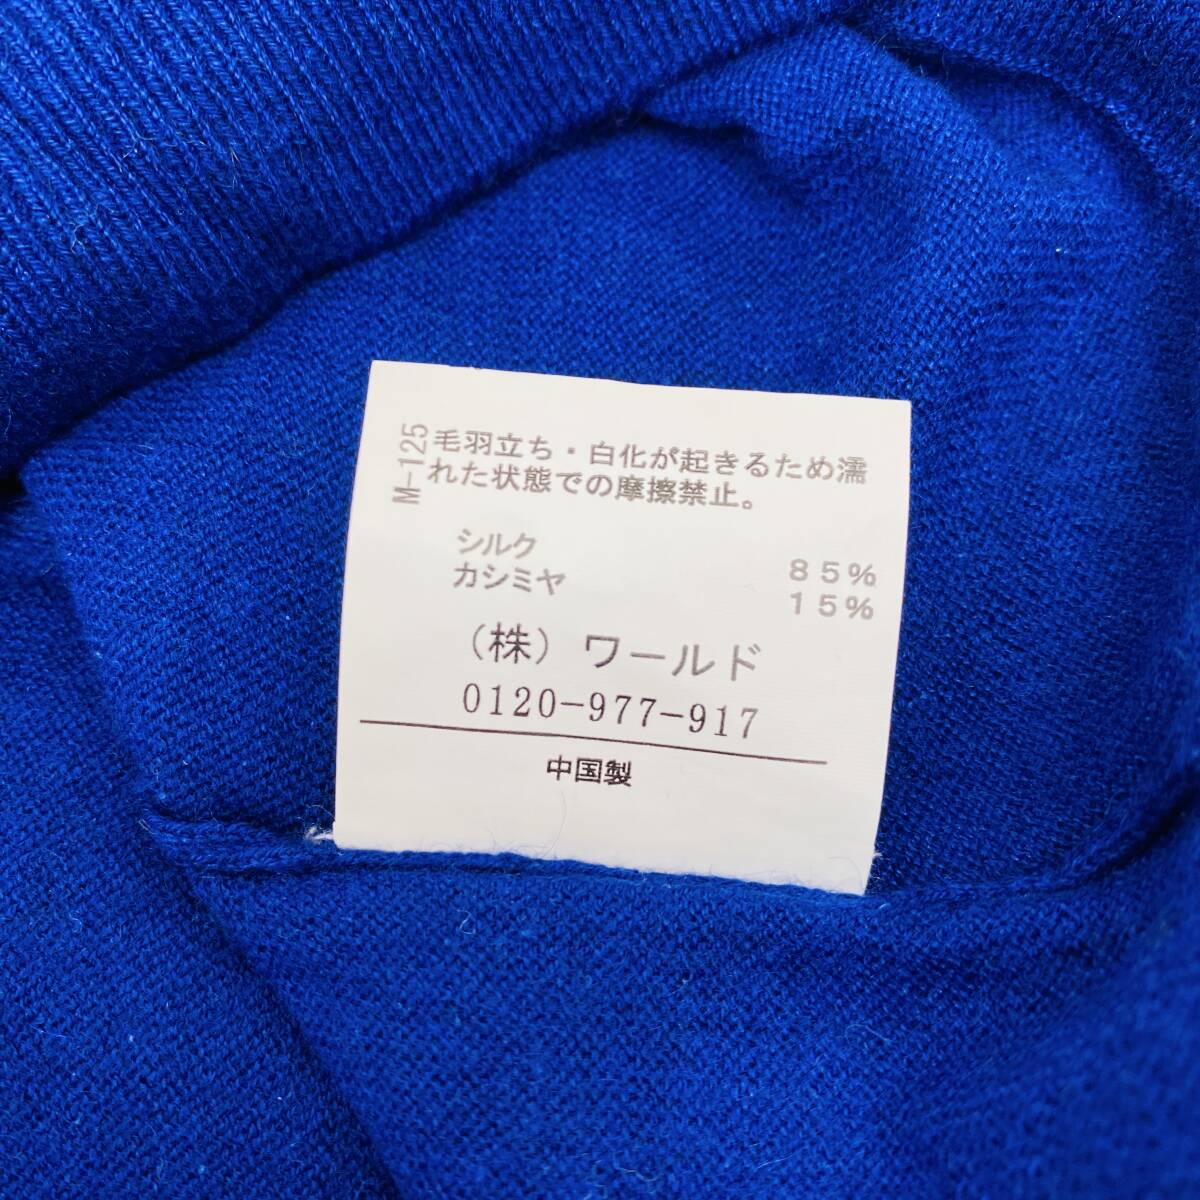 M-125
毛羽立ち・白化が起きるため濡
れた状態での摩擦禁止。
シルク 85%
カシミヤ 15%
(株) ワールド
0120-977-917
中国製